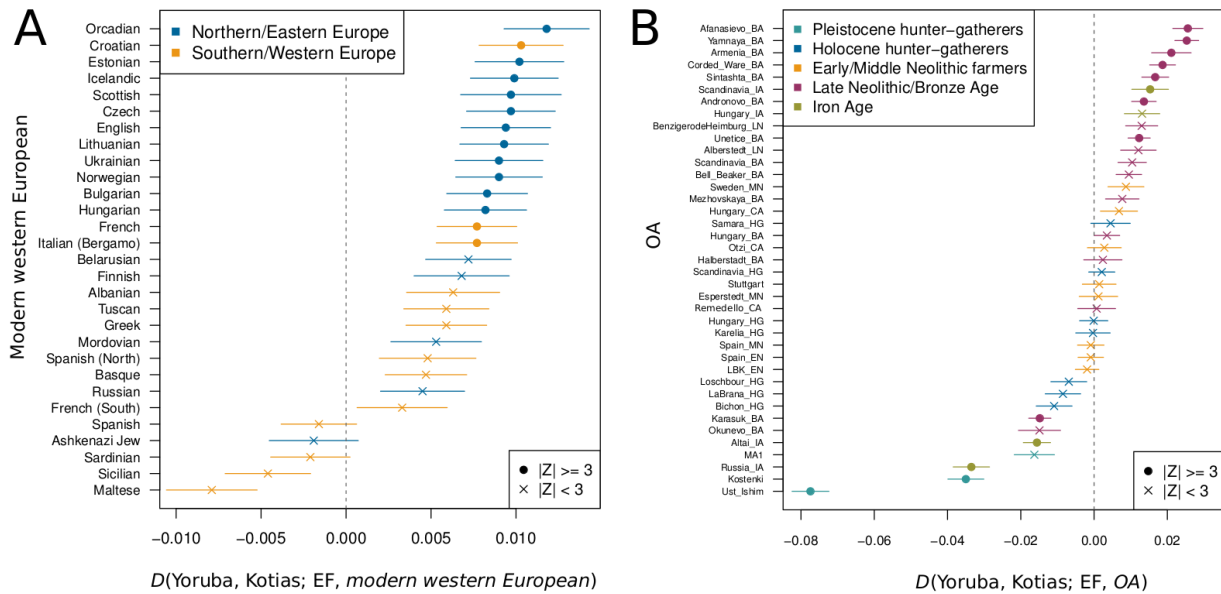 A
Modern western European
Orcadian
Croatian
Estonian
Icelandic
Scottish
Czech
English
Lithuanian
Ukrainian
Norwegian
Bulgarian
Hungarian
French
Italian (Bergamo)
Belarusian
Finnish
Albanian
Tuscan
Greek
Mordovian
Spanish (North)
Basque
Russian
French (South)
Spanish
Ashkenazi Jew
Sardinian
Sicilian
Maltese
Northern/Eastern Europe
Southern/Western Europe
|Z| >= 3
|Z| < 3
−0.010 −0.005 0.000 0.005 0.010
D(Yoruba, Kotias; EF, modern western European)
B
OA
Afanasievo_BA
Yamnaya_BA
Armenia_BA
Corded_Ware_BA
Sintashta_BA
Scandinavia_IA
Andronovo_BA
Hungary_IA
BenzigerodeHeimburg_LN
Unetice_BA
Alberstedt_LN
Scandinavia_BA
Bell_Beaker_BA
Sweden_MN
Mezhovskaya_BA
Hungary_CA
Samara_HG
Hungary_BA
Otzi_CA
Halberstadt_BA
Scandinavia_HG
Stuttgart
Esperstedt_MN
Remedello_CA
Hungary_HG
Karelia_HG
Spain_MN
Spain_EN
LBK_EN
Loschbour_HG
LaBrana_HG
Bichon_HG
Karasuk_BA
Okunevo_BA
Altai_IA
MA1
Russia_IA
Kostenki
Ust_Ishim
Pleistocene hunter−gatherers
Holocene hunter−gatherers
Early/Middle Neolithic farmers
Late Neolithic/Bronze Age
Iron Age
|Z| >= 3
|Z| < 3
−0.08 −0.06 −0.04 −0.02 0.00 0.02
D(Yoruba, Kotias; EF, OA)